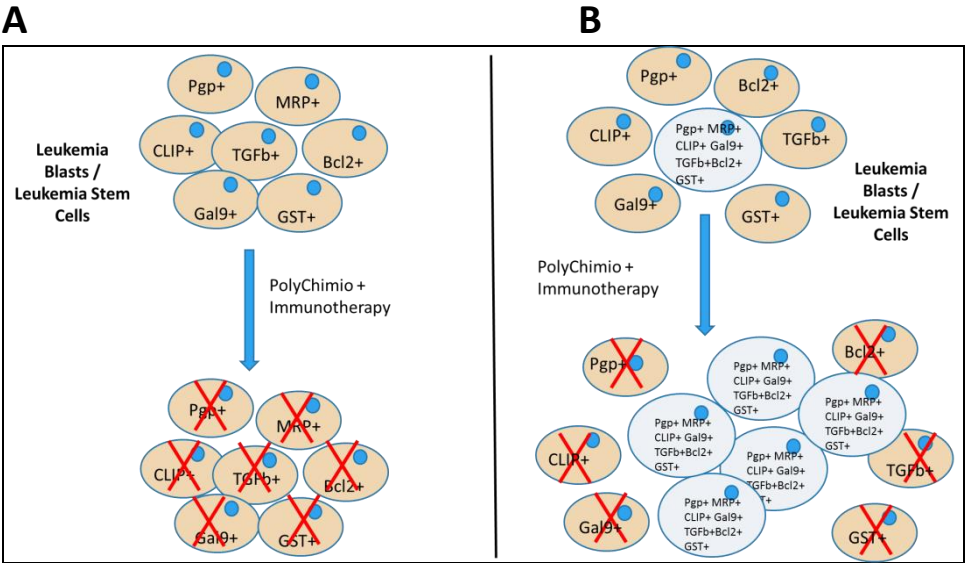 A
Pgp+
MRP+
CLIP+
TGFb+
Bcl2+
Gal9+
GST+
Leukemia
Blasts /
Leukemia Stem
Cells
PolyChimio +
Immunotherapy
Pgp+
MRP+
CLIP+
TGFb+
Bcl2+
Gal9+
GST+
B
Pgp+
Bcl2+
CLIP+
Pgp+ MRP+
CLIP+ Gal9+
TGFb+Bcl2+
GST+
TGFb+
Gal9+
GST+
Leukemia
Blasts /
Leukemia Stem
Cells
PolyChimio +
Immunotherapy
Pgp+
Bcl2+
Pgp+ MRP+
CLIP+ Gal9+
TGFb+Bcl2+
GST+
Pgp+ MRP+
CLIP+ Gal9+
TGFb+Bcl2+
GST+
Pgp+ MRP+
CLIP+ Gal9+
TGFb+Bcl2+
GST+
CLIP+
Pgp+ MRP+
CLIP+ Gal9+
TGFb+Bcl2+
T+
TGFb+
Gal9+
Pgp+ MRP+
CLIP+ Gal9+
TGFb+Bcl2+
GST+
GST+